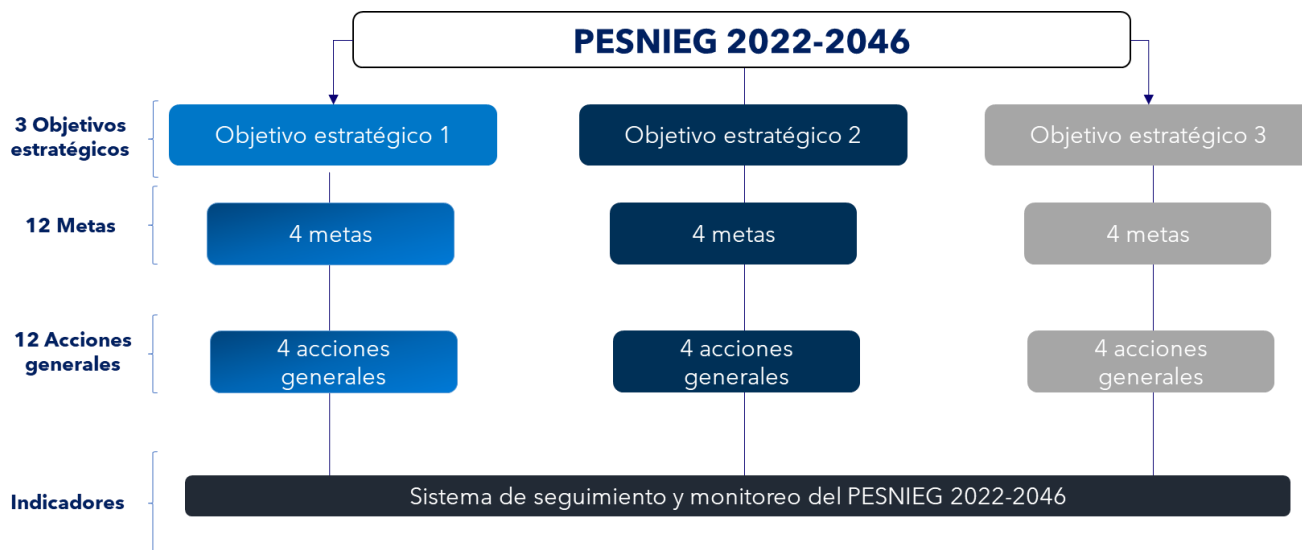 PESNIEG 2022-2046
3 Objetivos
estratégicos
Objetivo estratégico 1
Objetivo estratégico 2
Objetivo estratégico 3
12 Metas
4 metas
4 metas
4 metas
12 Acciones
generales
4 acciones
generales
4 acciones
generales
4 acciones
generales
Indicadores
Sistema de seguimiento y monitoreo del PESNIEG 2022-2046